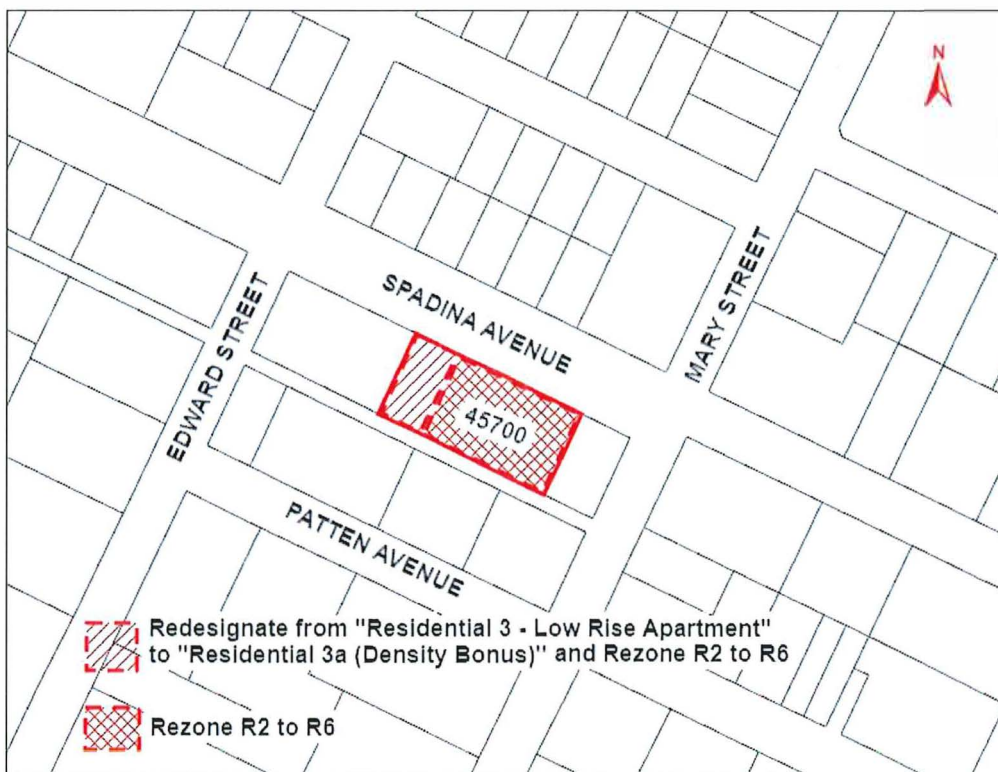 N
SPADINA AVENUE
MARY STREET
EDWARD STREET
45700
PATTEN AVENUE
Redesignate from "Residential 3 - Low Rise Apartment"
to "Residential 3a (Density Bonus)" and Rezone R2 to R6
Rezone R2 to R6